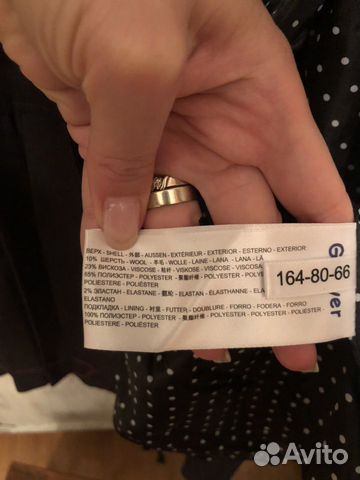 ВЕРХ - SHELL - 外部 - AUSSEN - EXTÉRIEUR - EXTERIOR - ESTERNO - EXTERIOR
10% ШЕРСТЬ - WOOL - 羊毛 - WOLLE - LAINE - LANA - LANA - LÃ
23% ВИСКОЗА - VISCOSE - 粘纤 - VISKOSE - VISCOSE - VISCOSA
65% ПОЛИЭСТЕР - POLYESTER - 聚酯纤维 - POLYESTER - POLYESTER -
POLIESTERE - POLIÉSTER
2% ЭЛАСТАН - ELASTANE - 氨纶 - ELASTAN - ELASTHANNE - ELA
ELASTANO
ПОДКЛАДКА - LINING - 衬里 - FUTTER - DOUBLURE - FORRO - FODERA - FORRO
100% ПОЛИЭСТЕР - POLYESTER - 聚酯纤维 - POLYESTER - POLYESTER -
POLIESTERE - POLIÉSTER
164-80-66
G
er
Avito